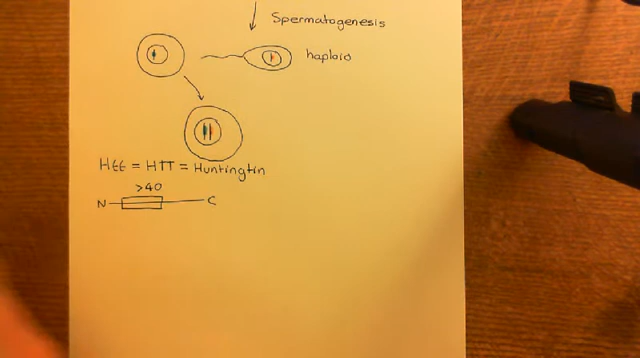 Spermatogenesis
haploid
Htt = HTT = Huntingtin
>40
N C